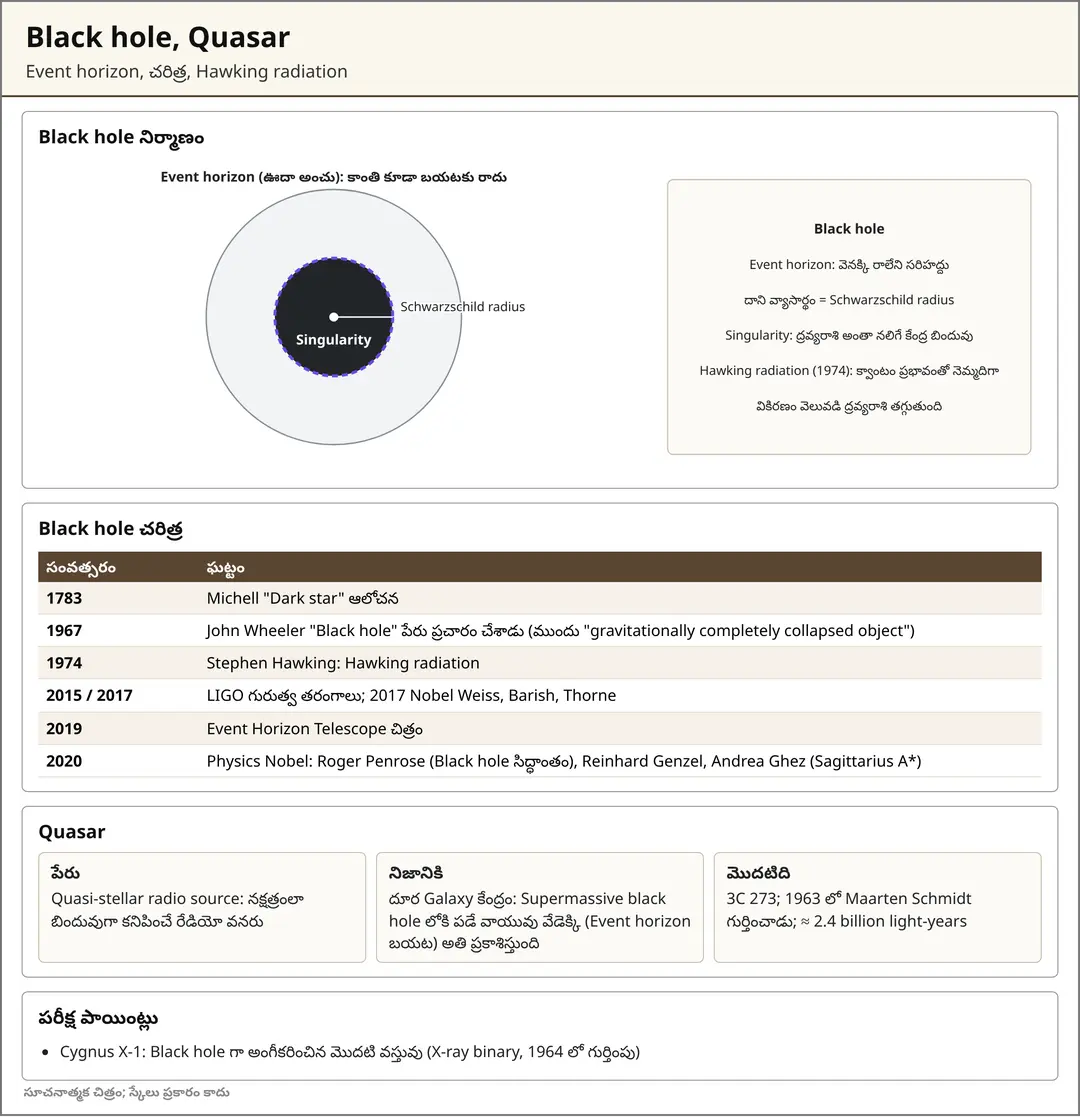 Black hole, Quasar
Event horizon, చరిత్ర, Hawking radiation
Black hole నిర్మాణం
Event horizon (ఊదా అంచు): కాంతి కూడా బయటకు రాదు
Schwarzschild radius
Singularity
Black hole
Event horizon: వెనక్కి రాలేని సరిహద్దు
దాని వ్యాసార్థం = Schwarzschild radius
Singularity: ద్రవ్యరాశి అంతా నలిగే కేంద్ర బిందువు
Hawking radiation (1974): క్వాంటం ప్రభావంతో నెమ్మదిగా
వికిరణం వెలువడి ద్రవ్యరాశి తగ్గుతుంది
Black hole చరిత్ర
సంవత్సరం ఘట్టం
1783 Michell "Dark star" ఆలోచన
1967 John Wheeler "Black hole" పేరు ప్రచారం చేశాడు (ముందు "gravitationally completely collapsed object")
1974 Stephen Hawking: Hawking radiation
2015 / 2017 LIGO గురుత్వ తరంగాలు; 2017 Nobel Weiss, Barish, Thorne
2019 Event Horizon Telescope చిత్రం
2020 Physics Nobel: Roger Penrose (Black hole సిద్ధాంతం), Reinhard Genzel, Andrea Ghez (Sagittarius A*)
Quasar
పేరు
Quasi-stellar radio source: నక్షత్రంలా
బిందువుగా కనిపించే రేడియో వనరు
నిజానికి
దూర Galaxy కేంద్రం: Supermassive black
hole లోకి పడే వాయువు వేడెక్కి (Event horizon
బయట) అతి ప్రకాశిస్తుంది
మొదటిది
3C 273; 1963 లో Maarten Schmidt
గుర్తించాడు; ≈ 2.4 billion light-years
పరీక్ష పాయింట్లు
• Cygnus X-1: Black hole గా అంగీకరించిన మొదటి వస్తువు (X-ray binary, 1964 లో గుర్తింపు)
సూచనాత్మక చిత్రం; స్కేలు ప్రకారం కాదు